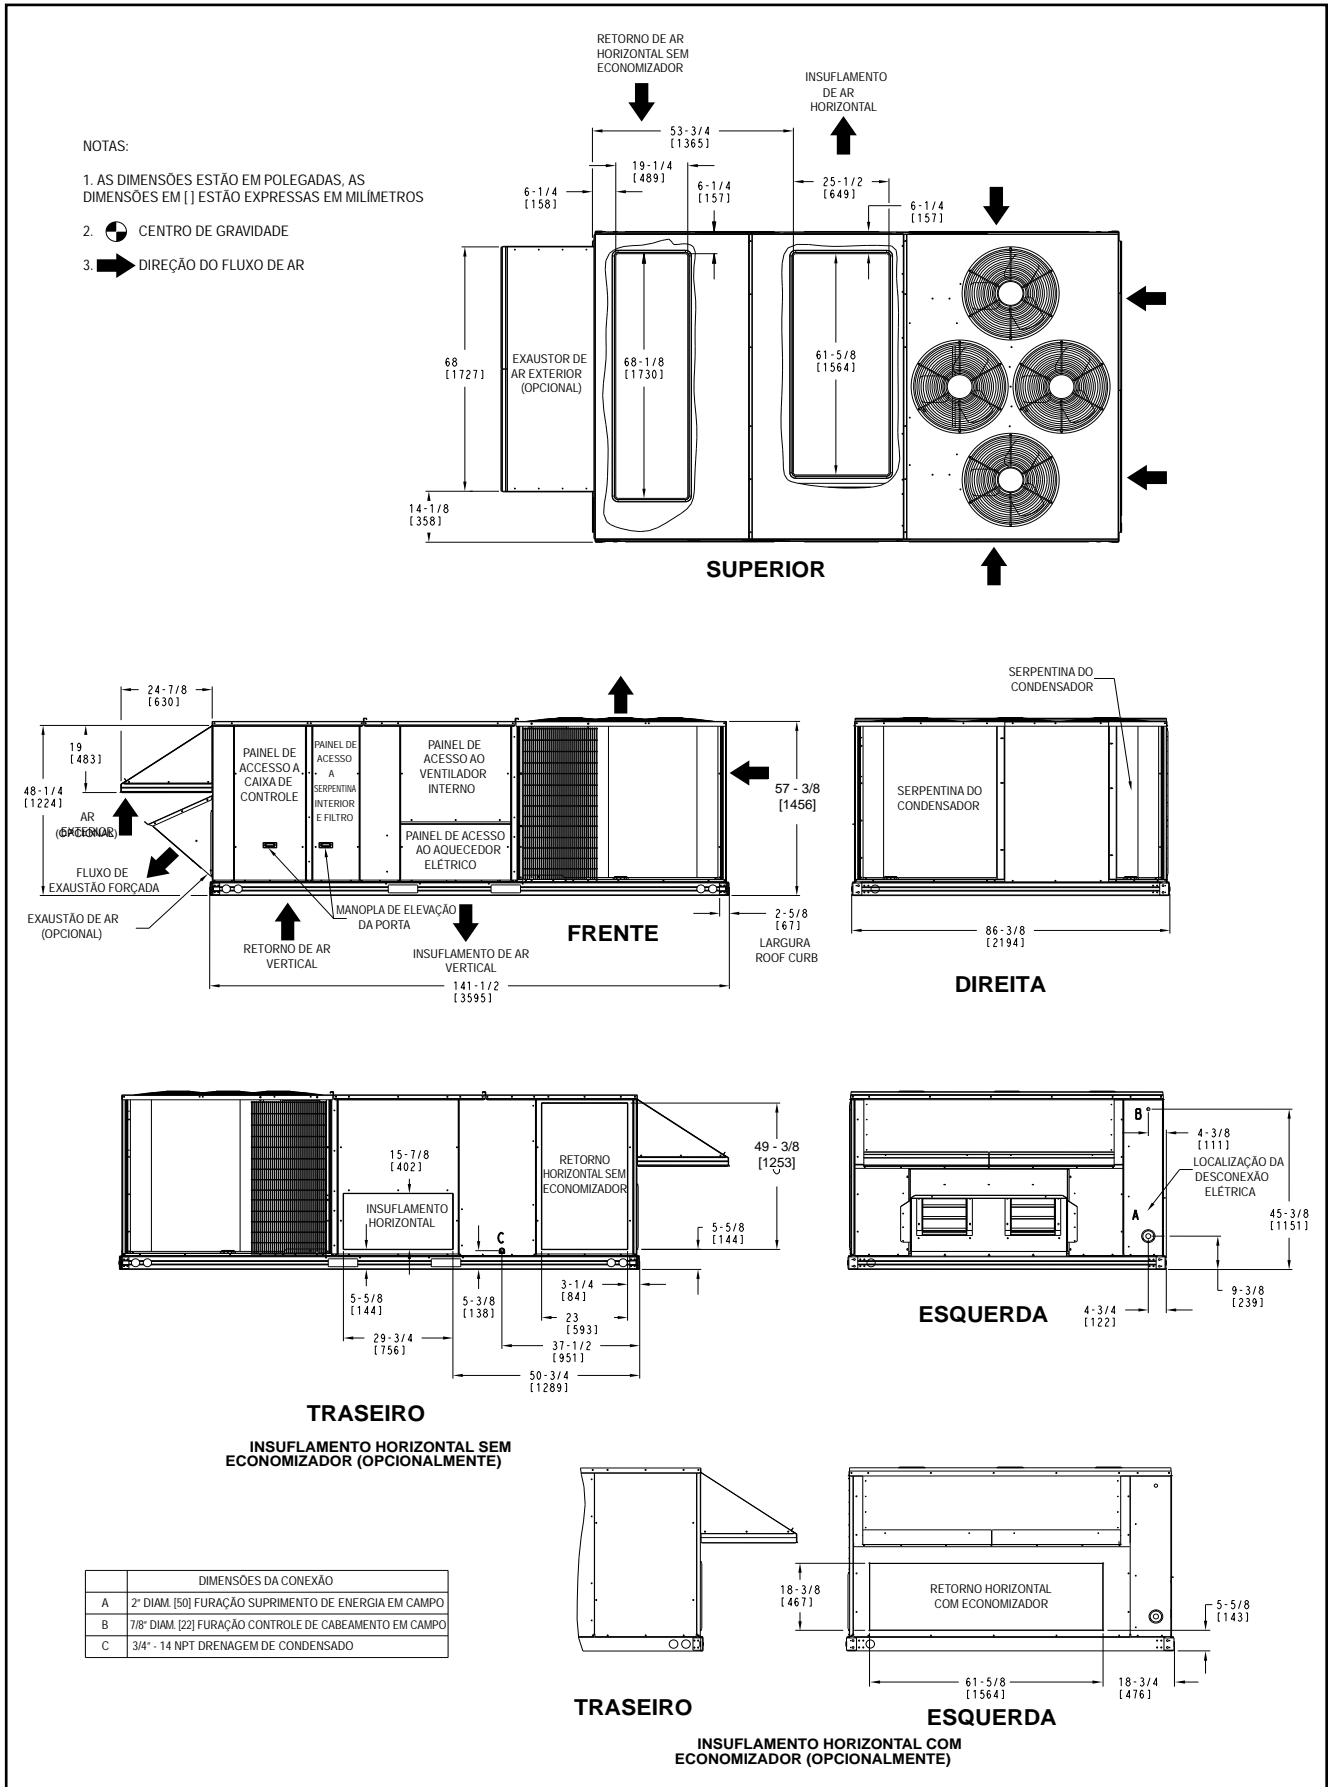 RETORNO DE AR
HORIZONTAL SEM
ECONOMIZADOR
INSUFLAMENTO
DE AR
HORIZONTAL
NOTAS:
1. AS DIMENSÕES ESTÃO EM POLEGADAS, AS
DIMENSÕES EM [ ] ESTÃO EXPRESSAS EM MILÍMETROS
2. CENTRO DE GRAVIDADE
3. DIREÇÃO DO FLUXO DE AR
53-3/4
[1365]
19-1/4
[489]
6-1/4
[158]
6-1/4
[157]
25-1/2
[649]
6-1/4
[157]
68
[1727]
EXAUSTOR DE
AR EXTERIOR
(OPCIONAL)
68-1/8
[1730]
61-5/8
[1564]
14-1/8
[358]
SUPERIOR
24-7/8
[630]
19
[483]
48-1/4
[1224]
AR
EXTERIOR
(OPCIONAL)
FLUXO DE
EXAUSTÃO FORÇADA
EXAUSTÃO DE AR
(OPCIONAL)
PAINEL DE
ACCESSO A
CAIXA DE
CONTROLE
PAINEL DE
ACESSO
A
SERPENTINA
INTERIOR
E FILTRO
PAINEL DE
ACESSO AO
VENTILADOR
INTERNO
PAINEL DE ACESSO
AO AQUECEDOR
ELÉTRICO
57 - 3/8
[1456]
MANOPLA DE ELEVAÇÃO
DA PORTA
RETORNO DE AR
VERTICAL
INSUFLAMENTO DE AR
VERTICAL
FRENTE
2-5/8
[67]
LARGURA
ROOF CURB
141-1/2
[3595]
SERPENTINA DO
CONDENSADOR
SERPENTINA DO
CONDENSADOR
86-3/8
[2194]
DIREITA
15-7/8
[402]
INSUFLAMENTO
HORIZONTAL
RETORNO
HORIZONTAL SEM
ECONOMIZADOR
49 - 3/8
[1253]
C
5-5/8
[144]
5-5/8
[144]
5-3/8
[138]
3-1/4
[84]
23
[593]
29-3/4
[756]
37-1/2
[951]
50-3/4
[1289]
TRASEIRO
INSUFLAMENTO HORIZONTAL SEM
ECONOMIZADOR (OPCIONALMENTE)
B
4-3/8
[111]
LOCALIZAÇÃO DA
DESCONEXÃO
ELÉTRICA
A
45-3/8
[1151]
9-3/8
[239]
4-3/4
[122]
ESQUERDA
DIMENSÕES DA CONEXÃO
A 2" DIAM. [50] FURAÇÃO SUPRIMENTO DE ENERGIA EM CAMPO
B 7/8" DIAM. [22] FURAÇÃO CONTROLE DE CABEAMENTO EM CAMPO
C 3/4" - 14 NPT DRENAGEM DE CONDENSADO
TRASEIRO
18-3/8
[467]
RETORNO HORIZONTAL
COM ECONOMIZADOR
5-5/8
[143]
61-5/8
[1564]
18-3/4
[476]
ESQUERDA
INSUFLAMENTO HORIZONTAL COM
ECONOMIZADOR (OPCIONALMENTE)